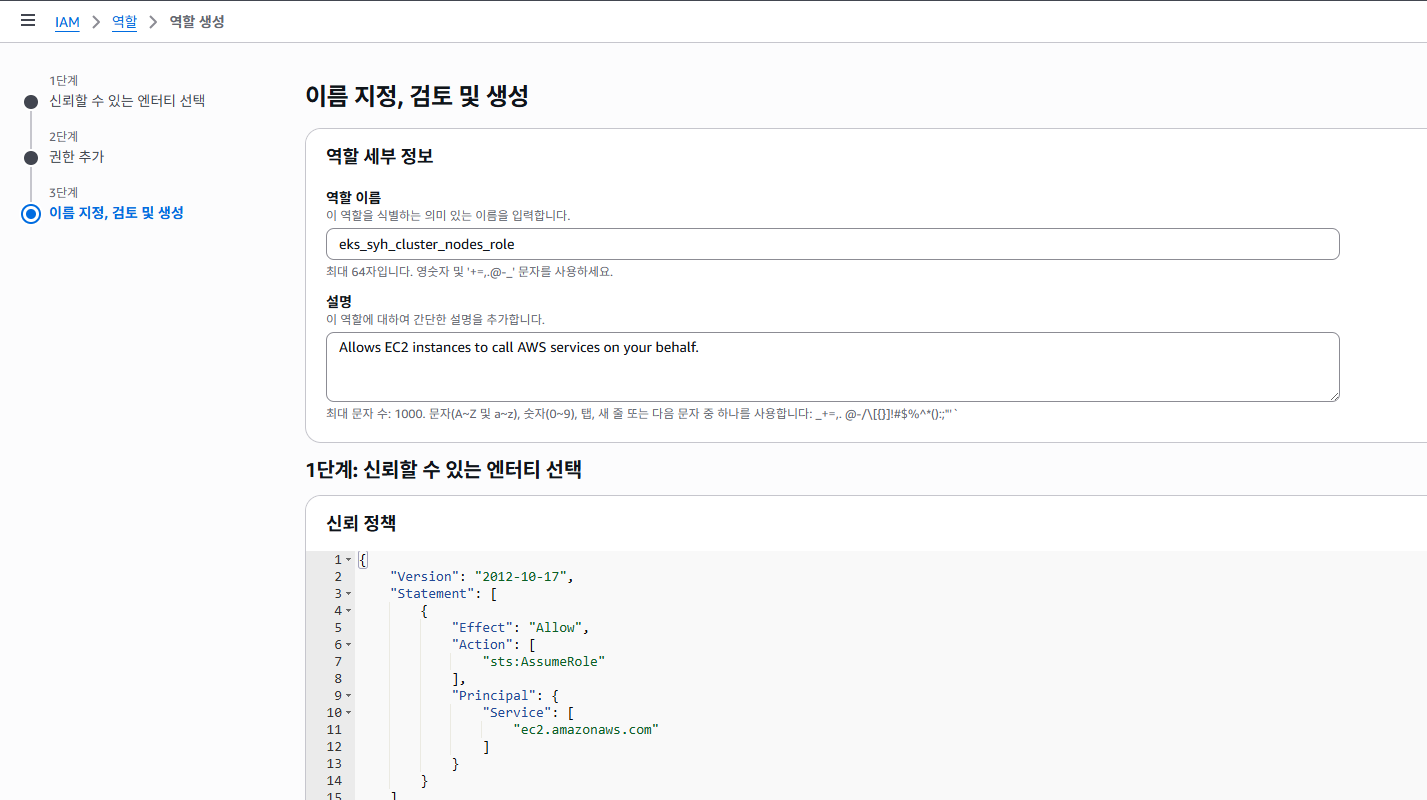 IAM > 역할 > 역할 생성
1단계
신뢰할 수 있는 엔터티 선택
2단계
권한 추가
3단계
이름 지정, 검토 및 생성
이름 지정, 검토 및 생성
역할 세부 정보
역할 이름
이 역할을 식별하는 의미 있는 이름을 입력합니다.
eks_syh_cluster_nodes_role
최대 64자입니다. 영숫자 및 '+=,.@-_' 문자를 사용하세요.
설명
이 역할에 대하여 간단한 설명을 추가합니다.
Allows EC2 instances to call AWS services on your behalf.
최대 문자 수: 1000. 문자(A~Z 및 a~z), 숫자(0~9), 탭, 새 줄 또는 다음 문자 중 하나를 사용합니다: _+=,. @-/\[{}]!#$%^*():;"'`
1단계: 신뢰할 수 있는 엔터티 선택
신뢰 정책
1 {
2 "Version": "2012-10-17",
3 "Statement": [
4 {
5 "Effect": "Allow",
6 "Action": [
7 "sts:AssumeRole"
8 ],
9 "Principal": {
10 "Service": [
11 "ec2.amazonaws.com"
12 ]
13 }
14 }
15 ]